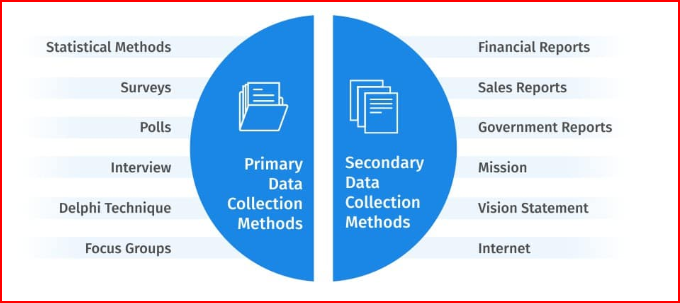 Statistical Methods
Surveys
Polls
Interview
Delphi Technique
Focus Groups
Primary
Data
Collection
Methods
Secondary
Data
Collection
Methods
Financial Reports
Sales Reports
Government Reports
Mission
Vision Statement
Internet